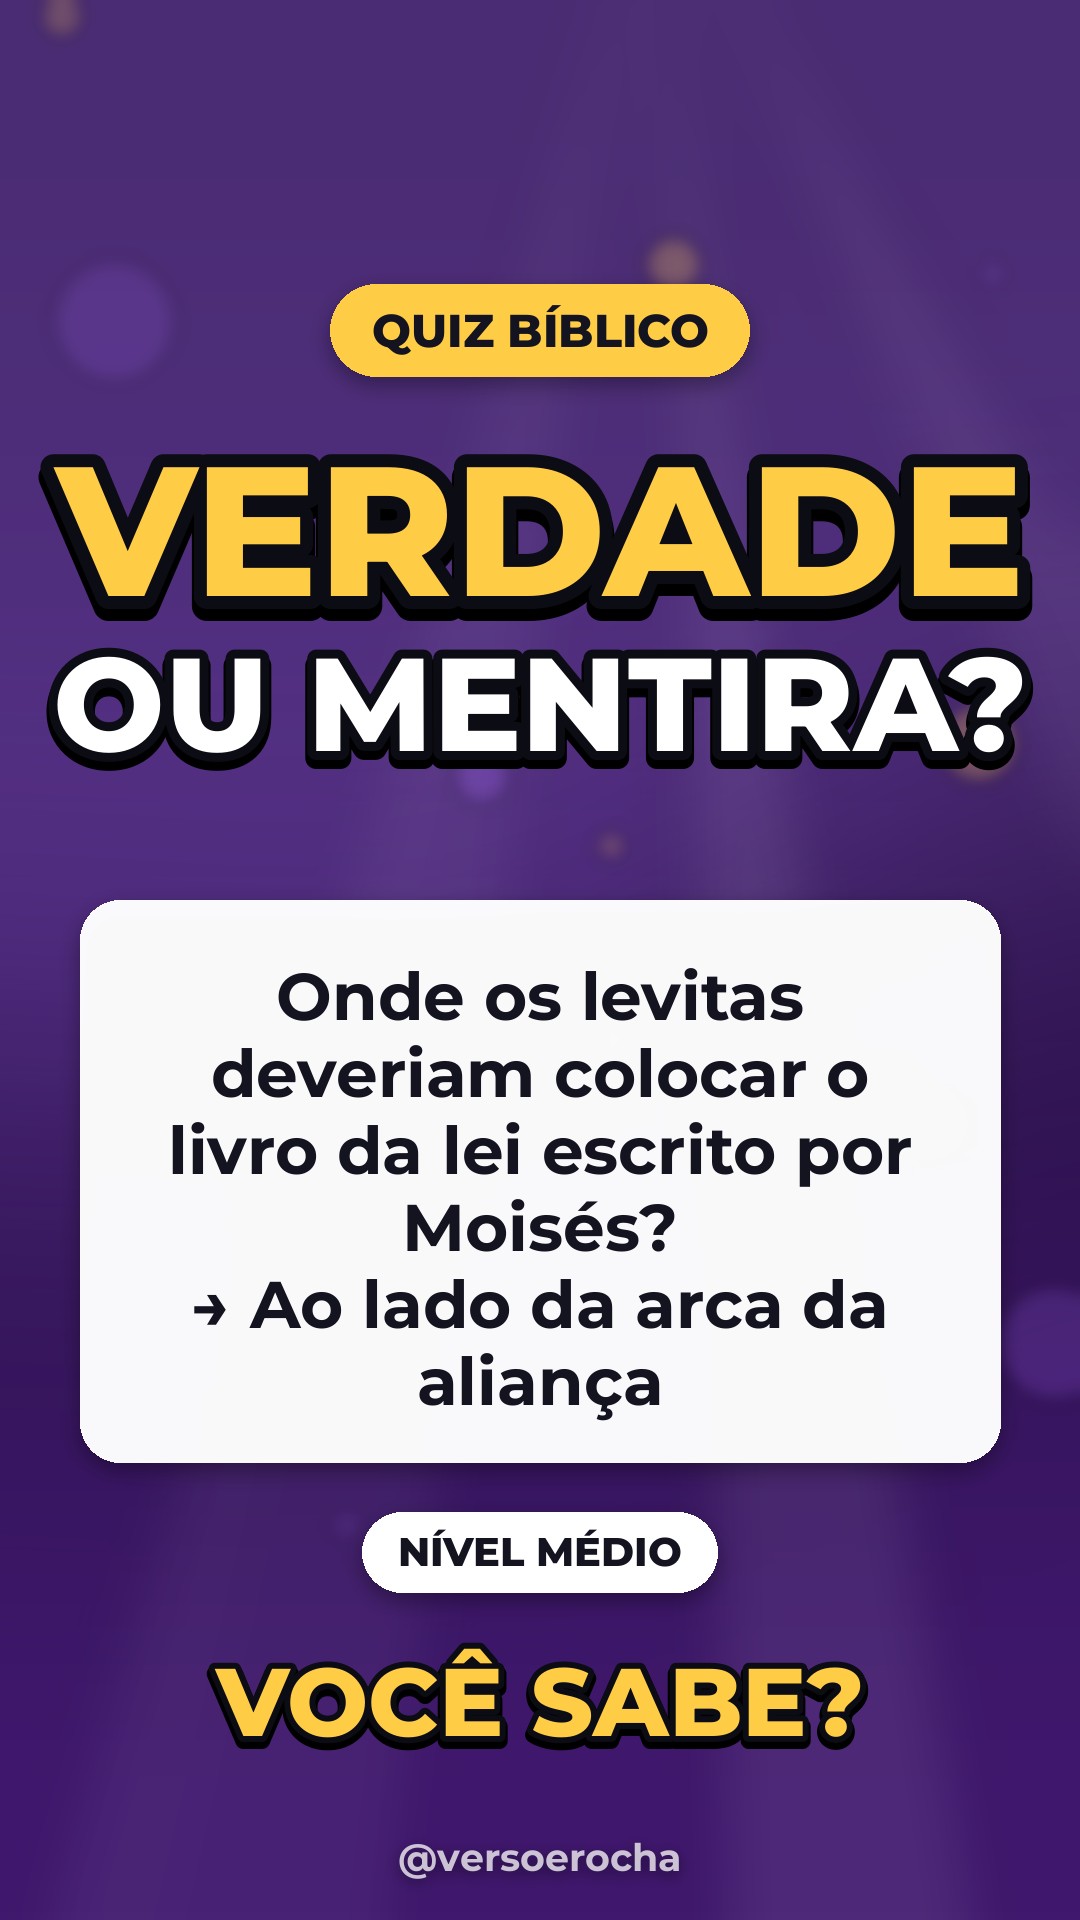 QUIZ BÍBLICO
VERDADE
OU MENTIRA?
Onde os levitas
deveriam colocar o
livro da lei escrito por
Moisés?
→ Ao lado da arca da
aliança
NÍVEL MÉDIO
VOCÊ SABE?
@versoerocha